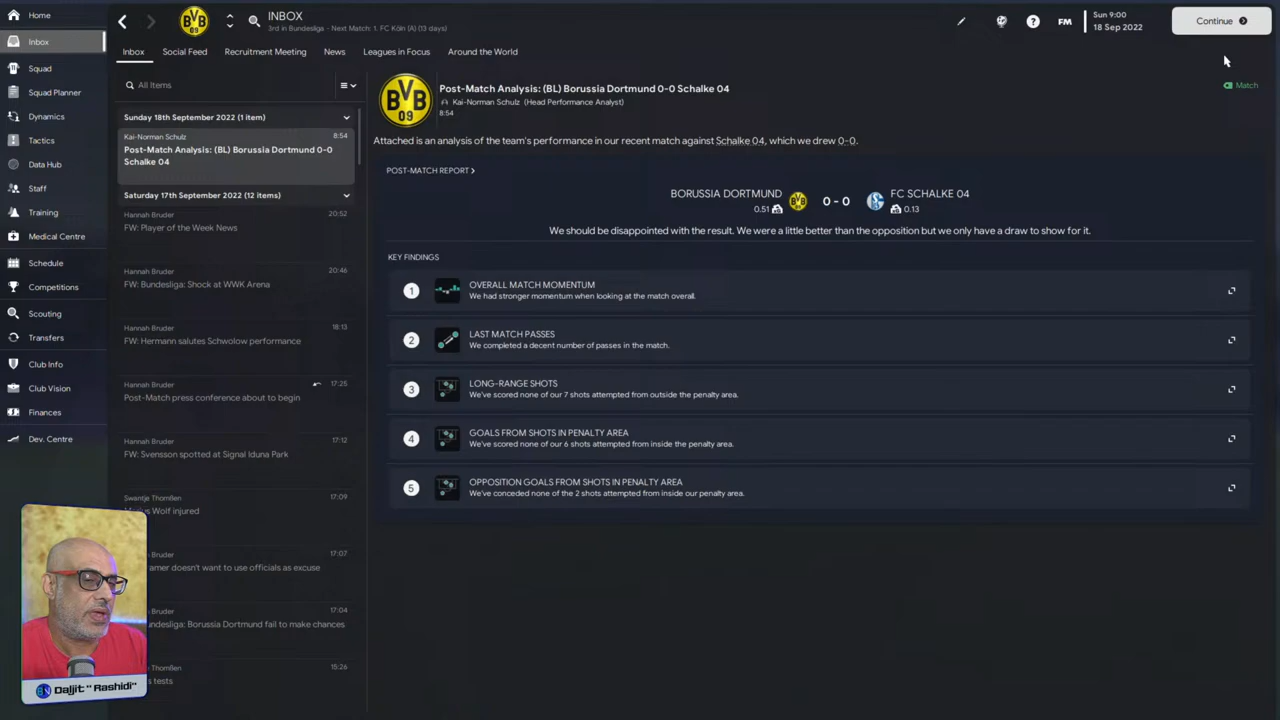 Home
INBOX
3rd in Bundesliga - Next Match: 1. FC Köln (A) (13 days)
FM
Sun 9:00
18 Sep 2022
Continue
Inbox
Squad
Squad Planner
Dynamics
Tactics
Data Hub
Staff
Training
Medical Centre
Schedule
Competitions
Scouting
Transfers
Club Info
Club Vision
Finances
Dev. Centre
Inbox
Social Feed
Recruitment Meeting
News
Leagues in Focus
Around the World
All Items
Sunday 18th September 2022 (1 item)
Kai-Norman Schulz
8:54
Post-Match Analysis: (BL) Borussia Dortmund 0-0
Schalke 04
Saturday 17th September 2022 (12 items)
Hannah Bruder
20:52
FW: Player of the Week News
Hannah Bruder
20:46
FW: Bundesliga: Shock at WWK Arena
Hannah Bruder
18:13
FW: Hermann salutes Schwolow performance
Hannah Bruder
17:25
Post-Match press conference about to begin
Hannah Bruder
17:12
FW: Svensson spotted at Signal Iduna Park
Swantje Thomßen
17:09
Wolf injured
Bruder
17:07
amer doesn't want to use officials as excuse
Bruder
17:04
undesliga: Borussia Dortmund fail to make chances
Thomßen
15:26
s tests
BVB
09
Post-Match Analysis: (BL) Borussia Dortmund 0-0 Schalke 04
Kai-Norman Schulz (Head Performance Analyst)
8:54
Match
Attached is an analysis of the team's performance in our recent match against Schalke 04, which we drew 0-0.
POST-MATCH REPORT
BORUSSIA DORTMUND
0 - 0
FC SCHALKE 04
0.51
0.13
We should be disappointed with the result. We were a little better than the opposition but we only have a draw to show for it.
KEY FINDINGS
1
OVERALL MATCH MOMENTUM
We had stronger momentum when looking at the match overall.
2
LAST MATCH PASSES
We completed a decent number of passes in the match.
3
LONG-RANGE SHOTS
We've scored none of our 7 shots attempted from outside the penalty area.
4
GOALS FROM SHOTS IN PENALTY AREA
We've scored none of our 6 shots attempted from inside the penalty area.
5
OPPOSITION GOALS FROM SHOTS IN PENALTY AREA
We've conceded none of the 2 shots attempted from inside our penalty area.
Daljit "Rashidi"